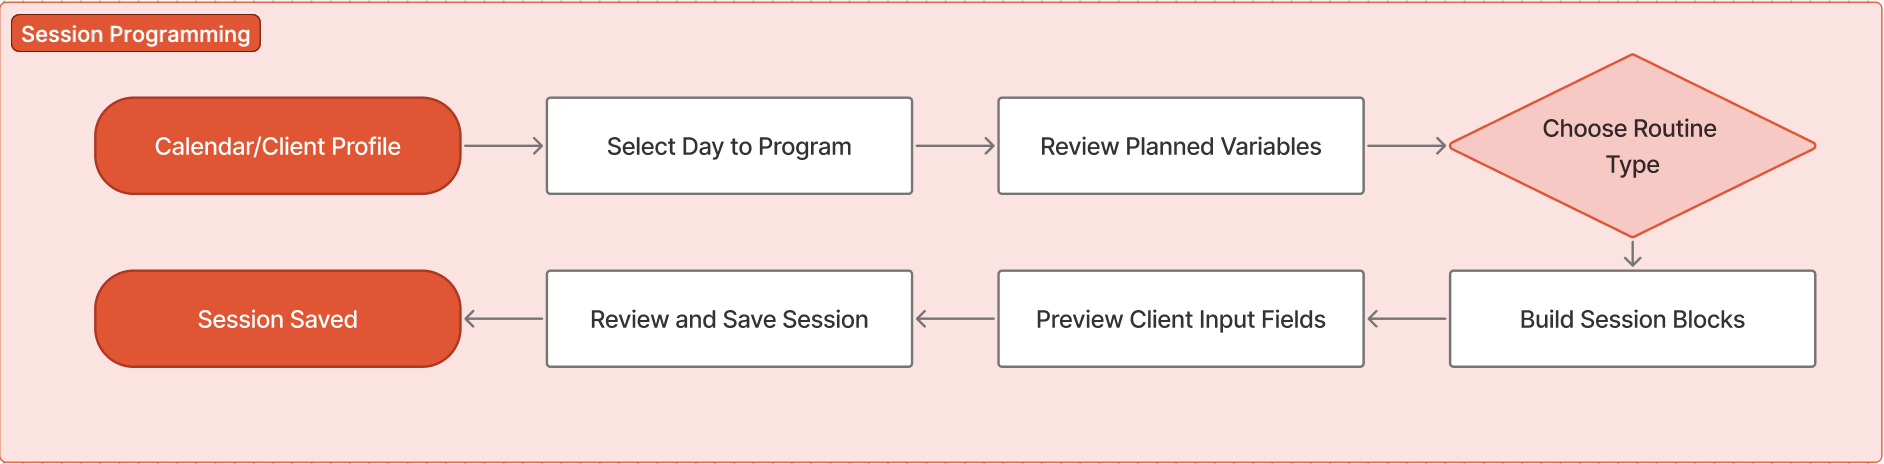 Session Programming
Calendar/Client Profile
Select Day to Program
Review Planned Variables
Choose Routine
Type
Session Saved
Review and Save Session
Preview Client Input Fields
Build Session Blocks